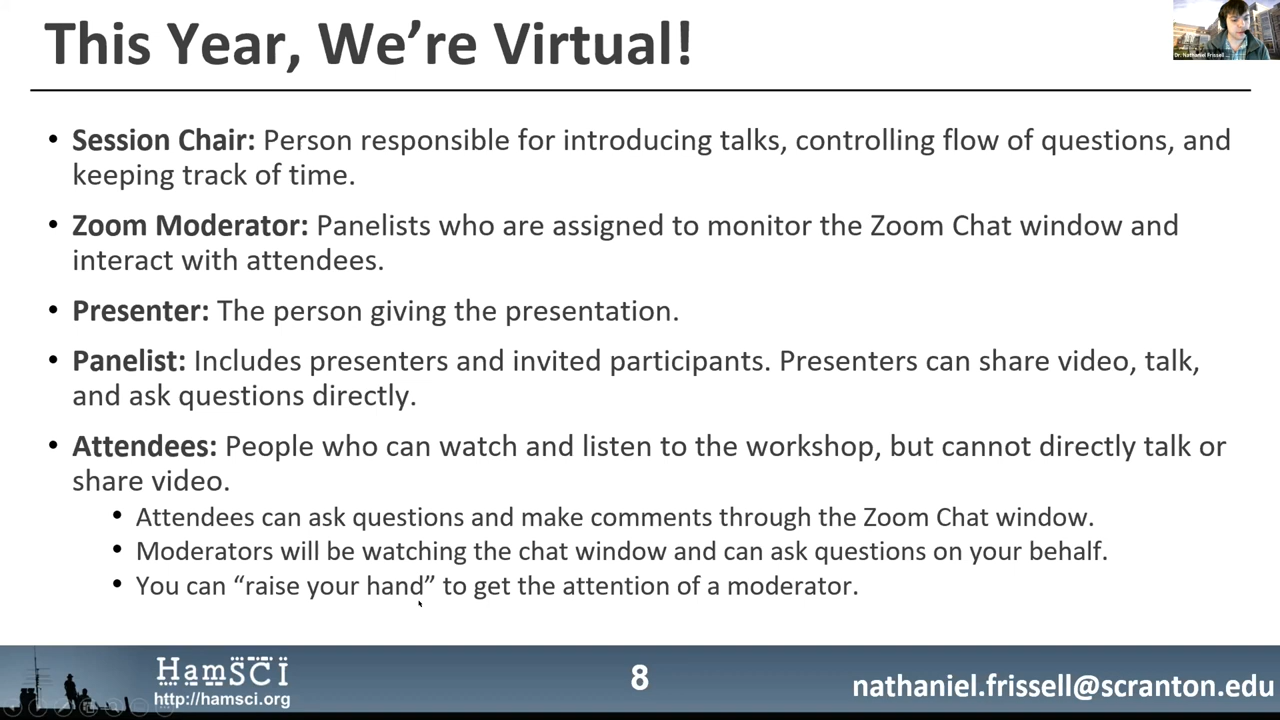 This Year, We're Virtual!
Dr. Nathaniel Frissell
• Session Chair: Person responsible for introducing talks, controlling flow of questions, and
keeping track of time.
• Zoom Moderator: Panelists who are assigned to monitor the Zoom Chat window and
interact with attendees.
• Presenter: The person giving the presentation.
• Panelist: Includes presenters and invited participants. Presenters can share video, talk,
and ask questions directly.
• Attendees: People who can watch and listen to the workshop, but cannot directly talk or
share video.
• Attendees can ask questions and make comments through the Zoom Chat window.
• Moderators will be watching the chat window and can ask questions on your behalf.
• You can “raise your hand” to get the attention of a moderator.
HamSCI
http://hamsci.org
8
nathaniel.frissell@scranton.edu